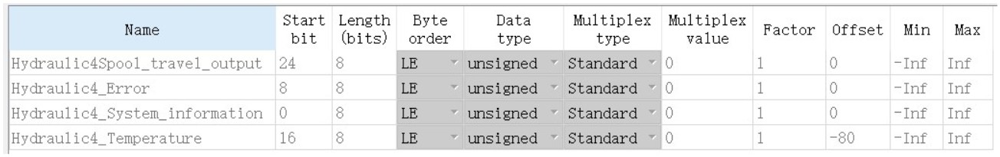 Name Start bit Length (bits) Byte order Data type Multiplex type Multiplex value Factor Offset Min Max
Hydraulic4Spool_travel_output 24 8 LE unsigned Standard 0 1 0 -Inf Inf
Hydraulic4_Error 8 8 LE unsigned Standard 0 1 0 -Inf Inf
Hydraulic4_System_information 0 8 LE unsigned Standard 0 1 0 -Inf Inf
Hydraulic4_Temperature 16 8 LE unsigned Standard 0 1 -80 -Inf Inf